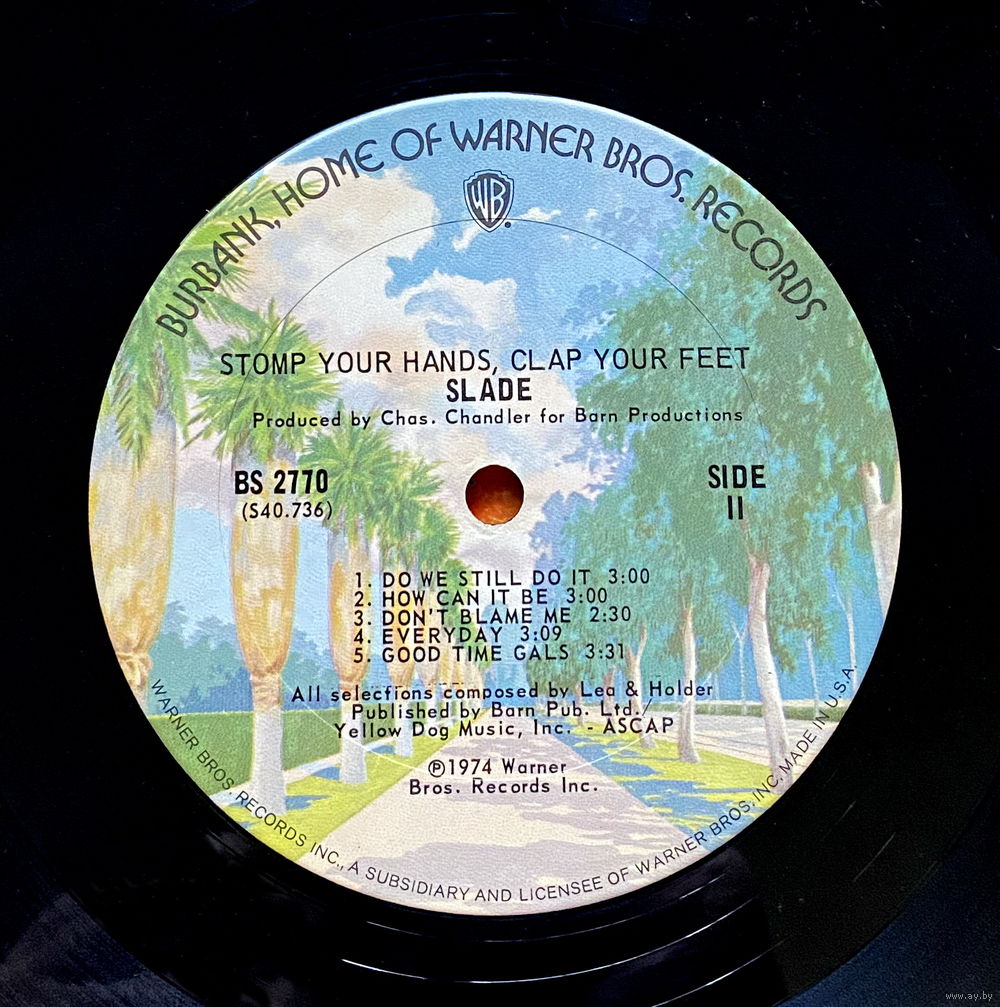 BURBANK, HOME OF WARNER BROS. RECORDS
WB
STOMP YOUR HANDS, CLAP YOUR FEET
SLADE
Produced by Chas. Chandler for Barn Productions
BS 2770
(S40.736)
SIDE
II
1. DO WE STILL DO IT 3:00
2. HOW CAN IT BE 3:00
3. DON'T BLAME ME 2:30
4. EVERYDAY 3:09
5. GOOD TIME GALS 3:31
All selections composed by Lea & Holder
Published by Barn Pub. Ltd./
Yellow Dog Music, Inc. - ASCAP
℗1974 Warner
Bros. Records Inc.
WARNER BROS. RECORDS INC., A SUBSIDIARY AND LICENSEE OF WARNER BROS. INC. MADE IN U.S.A.
www.ay.by